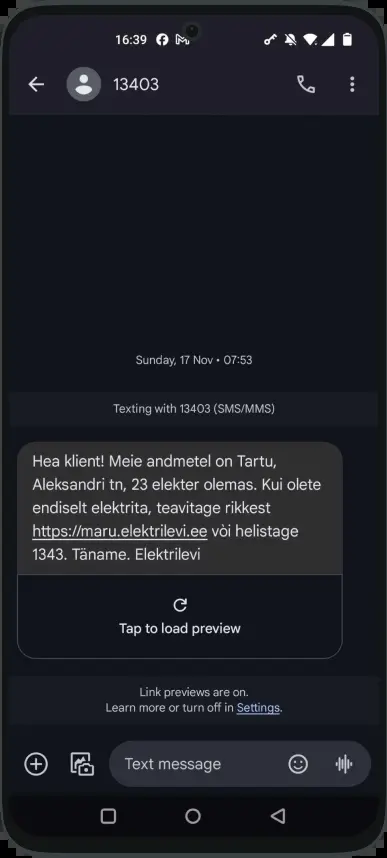 16:39
13403
Sunday, 17 Nov • 07:53
Texting with 13403 (SMS/MMS)
Hea klient! Meie andmetel on Tartu,
Aleksandri tn, 23 elekter olemas. Kui olete
endiselt elektrita, teavitage rikkest
https://maru.elektrilevi.ee vòi helistage
1343. Täname. Elektrilevi
Tap to load preview
Link previews are on.
Learn more or turn off in Settings.
Text message